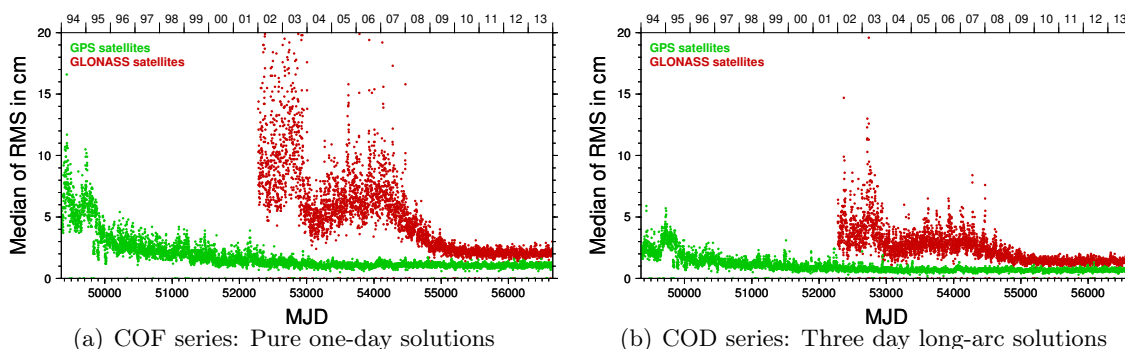 94 95 96 97 98 99 00 01 02 03 04 05 06 07 08 09 10 11 12 13
GPS satellites
GLONASS satellites
Median of RMS in cm
20
15
10
5
0
50000 51000 52000 53000 54000 55000 56000
MJD
(a) COF series: Pure one-day solutions
94 95 96 97 98 99 00 01 02 03 04 05 06 07 08 09 10 11 12 13
GPS satellites
GLONASS satellites
Median of RMS in cm
20
15
10
5
0
50000 51000 52000 53000 54000 55000 56000
MJD
(b) COD series: Three day long-arc solutions